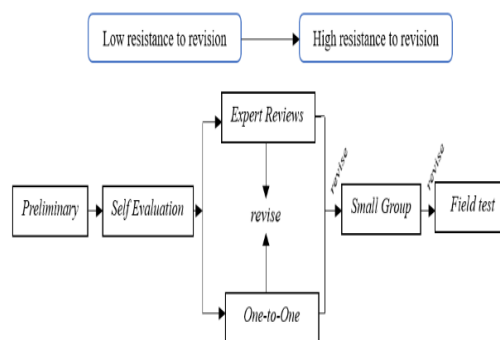 Low resistance to revision
High resistance to revision
Expert Reviews
revise
revise
Preliminary
Self Evaluation
revise
Small Group
Field test
One-to-One